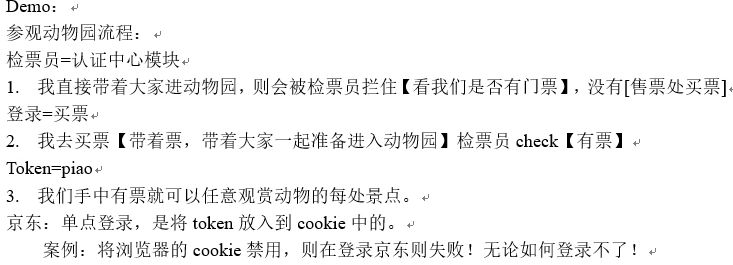 Demo：
参观动物园流程：
检票员=认证中心模块
1. 我直接带着大家进动物园，则会被检票员拦住【看我们是否有门票】，没有[售票处买票]
登录=买票
2. 我去买票【带着票，带着大家一起准备进入动物园】检票员 check【有票】
Token=piao
3. 我们手中有票就可以任意观赏动物的每处景点。
京东：单点登录，是将 token 放入到 cookie 中的。
案例：将浏览器的 cookie 禁用，则在登录京东则失败！无论如何登录不了！